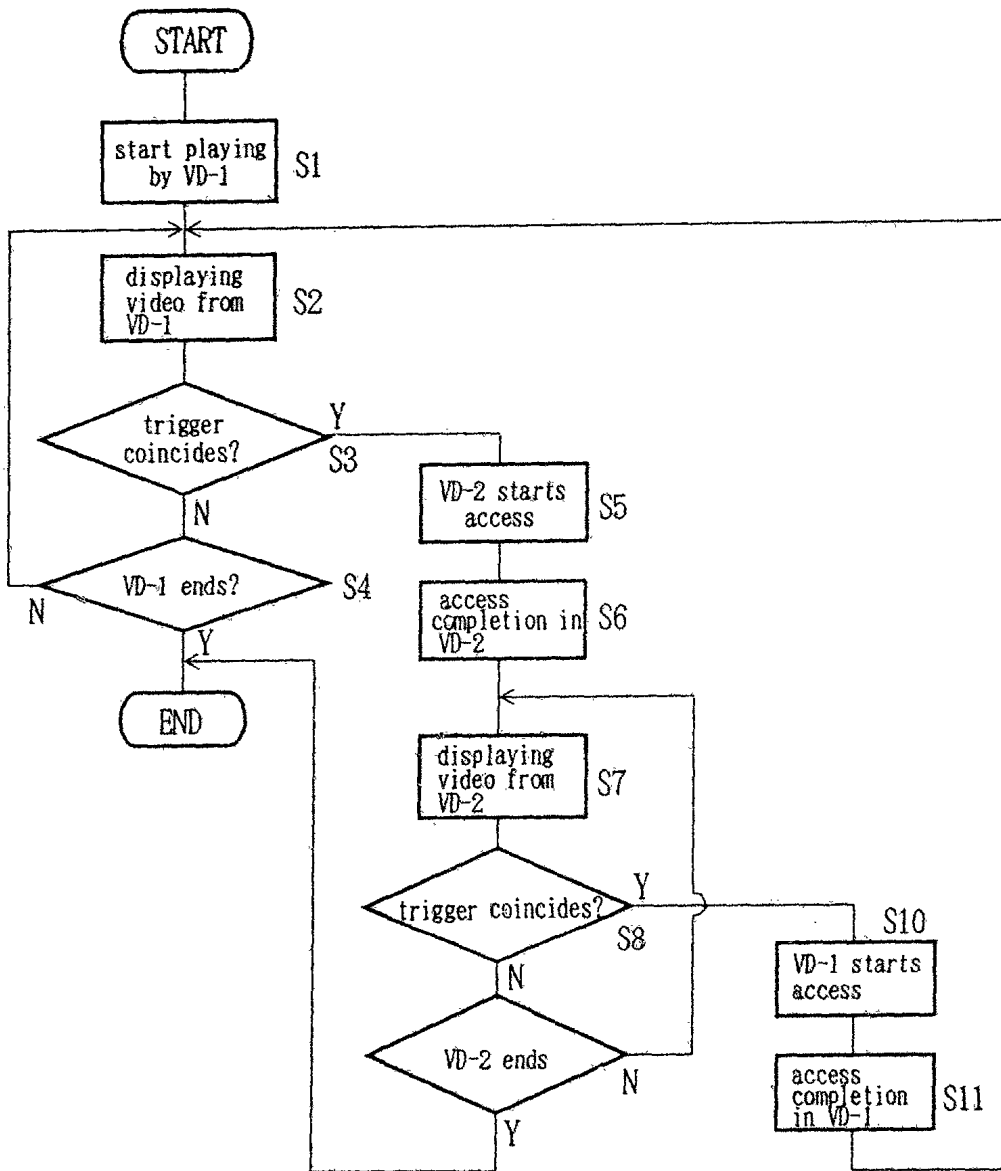 START
start playing
by VD-1
S1
displaying
video from
VD-1
S2
trigger
coincides?
Y
S3
N
VD-1 ends?
S4
N
Y
END
VD-2 starts
access
S5
access
completion in
VD-2
S6
displaying
video from
VD-2
S7
trigger coincides?
Y
S8
N
VD-2 ends
N
Y
S10
VD-1 starts
access
access
completion
in VD-1
S11